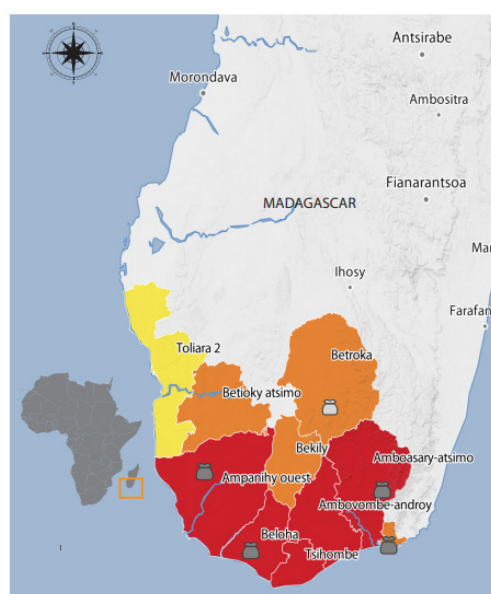 Antsirabe
Morondava
Ambositra
Fianarantsoa
MADAGASCAR
Mar
Ihosy
Farafan
Toliara 2
Betroka
Betioky atsimo
Bekily
Amboasary-atsimo
Ampanihy ouest
Ambovombe-androy
Beloha
Tsihombe